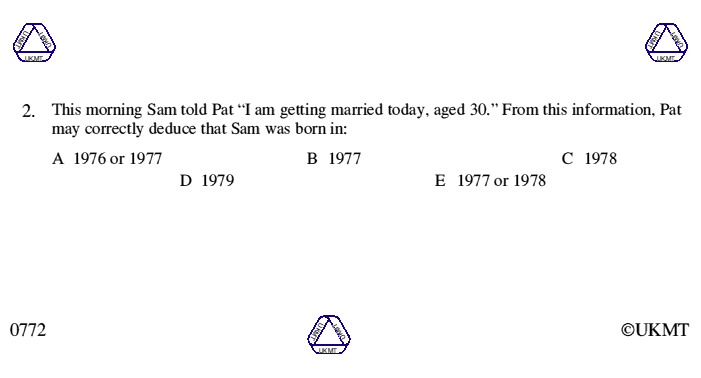 UKMT UKMT UKMT UKMT UKMT UKMT
2. This morning Sam told Pat “I am getting married today, aged 30.” From this information, Pat
may correctly deduce that Sam was born in:
A 1976 or 1977 B 1977 C 1978
D 1979 E 1977 or 1978
0772 UKMT UKMT UKMT ©UKMT